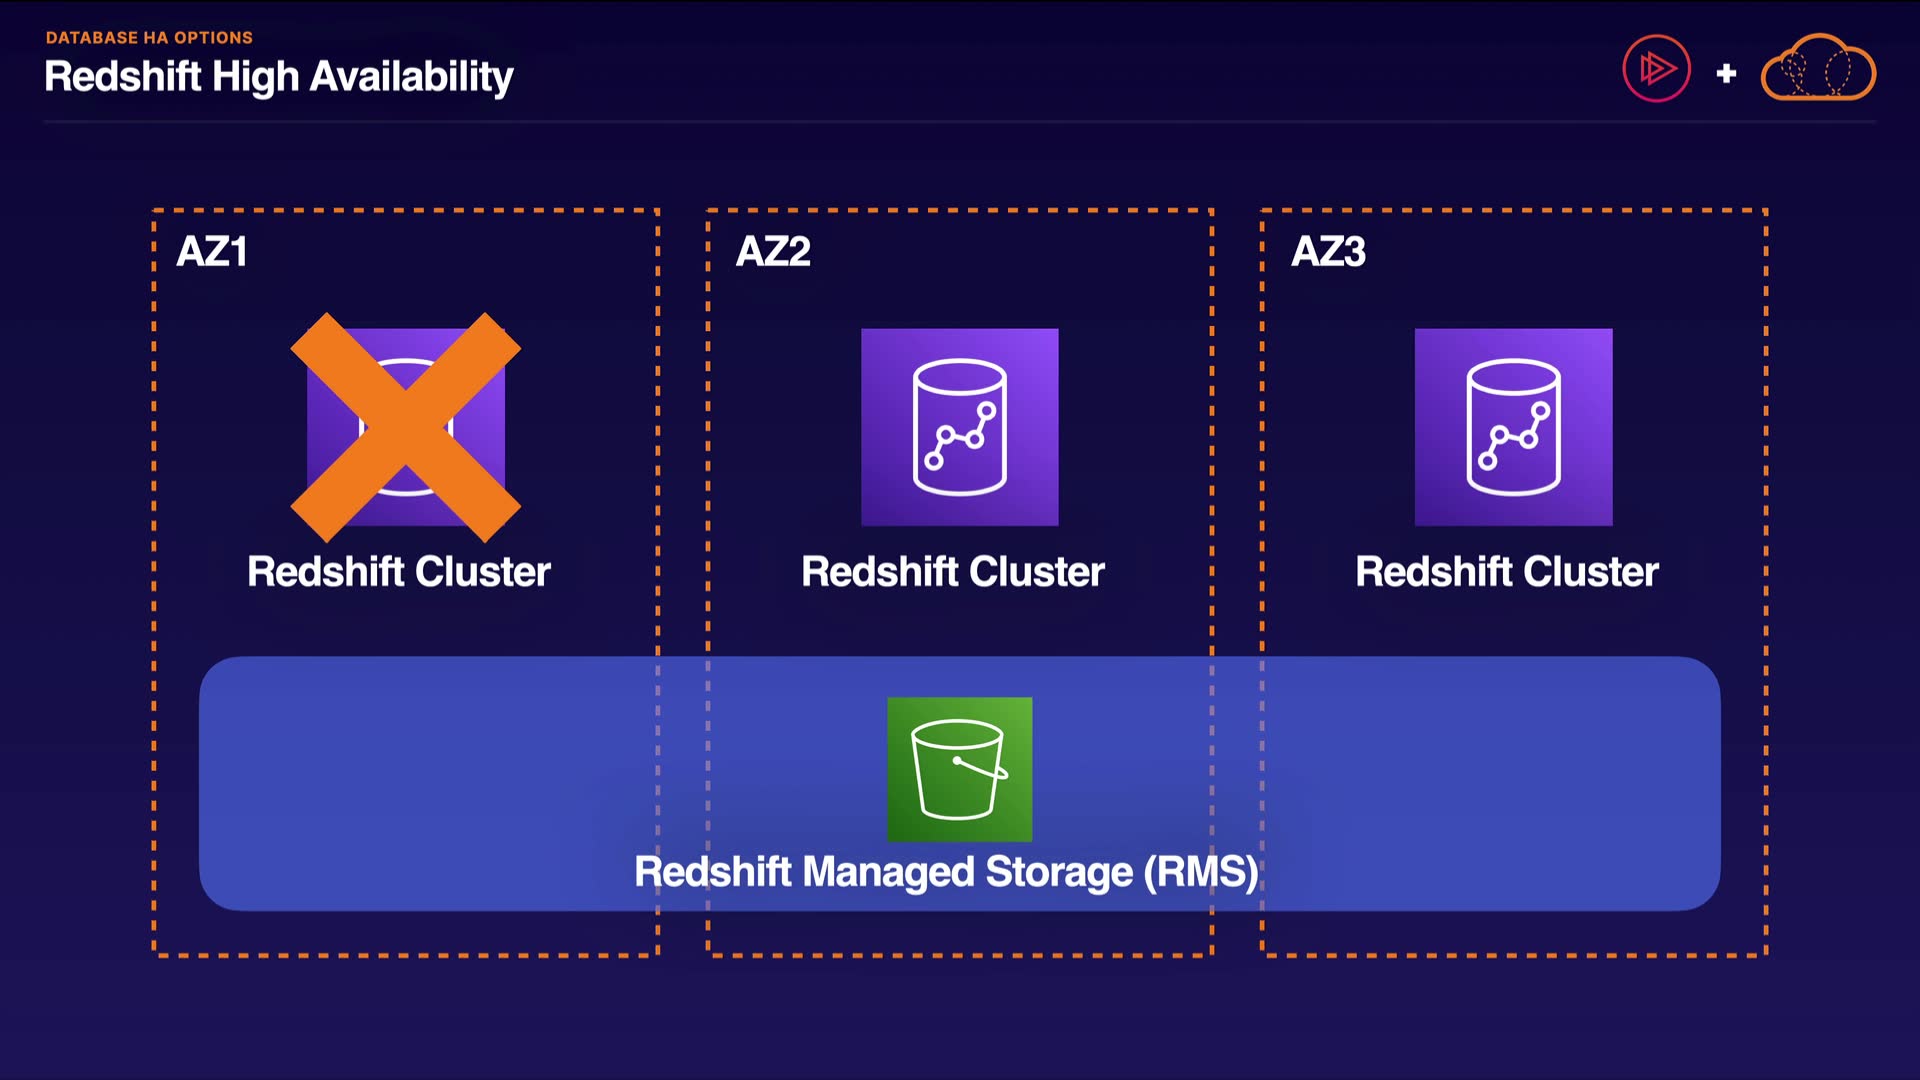 DATABASE HA OPTIONS
Redshift High Availability
AZ1
AZ2
AZ3
Redshift Cluster
Redshift Cluster
Redshift Cluster
Redshift Managed Storage (RMS)